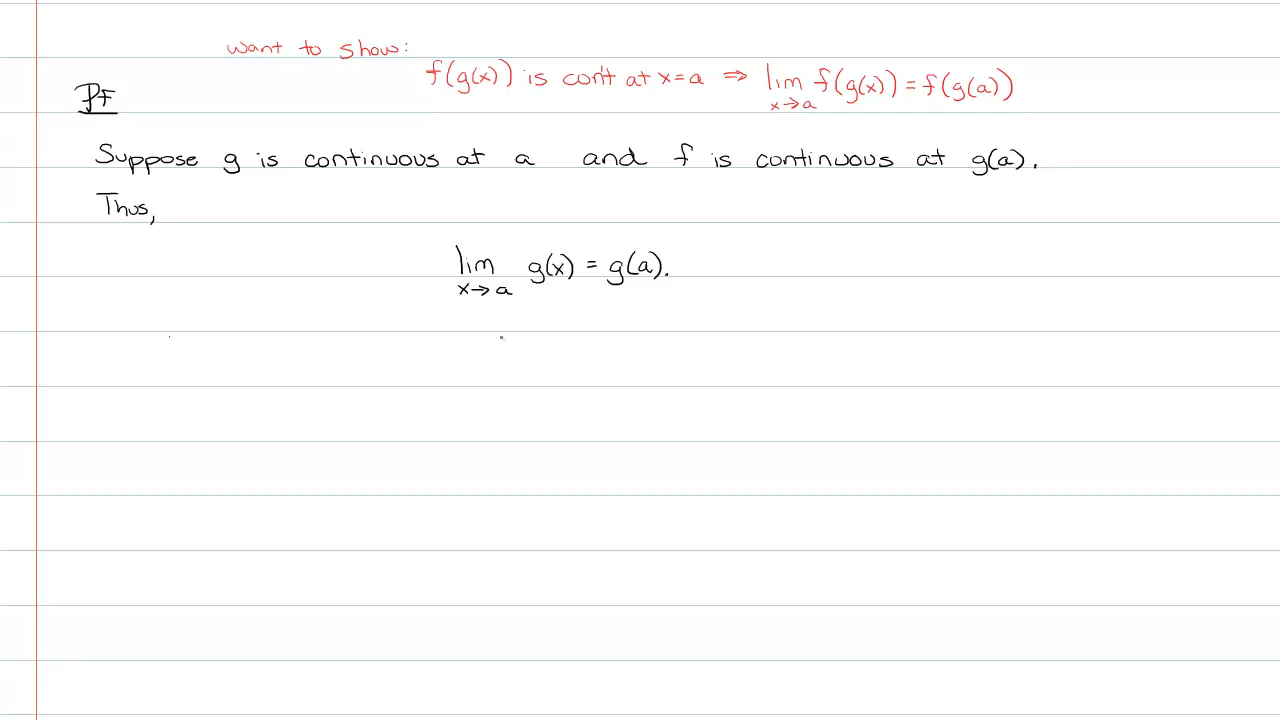 want to show:
f(g(x)) is con't at x=a ⇒ lim x→a f(g(x)) = f(g(a))
Pf
Suppose g is continuous at a and f is continuous at g(a).
Thus,
lim x→a g(x) = g(a).